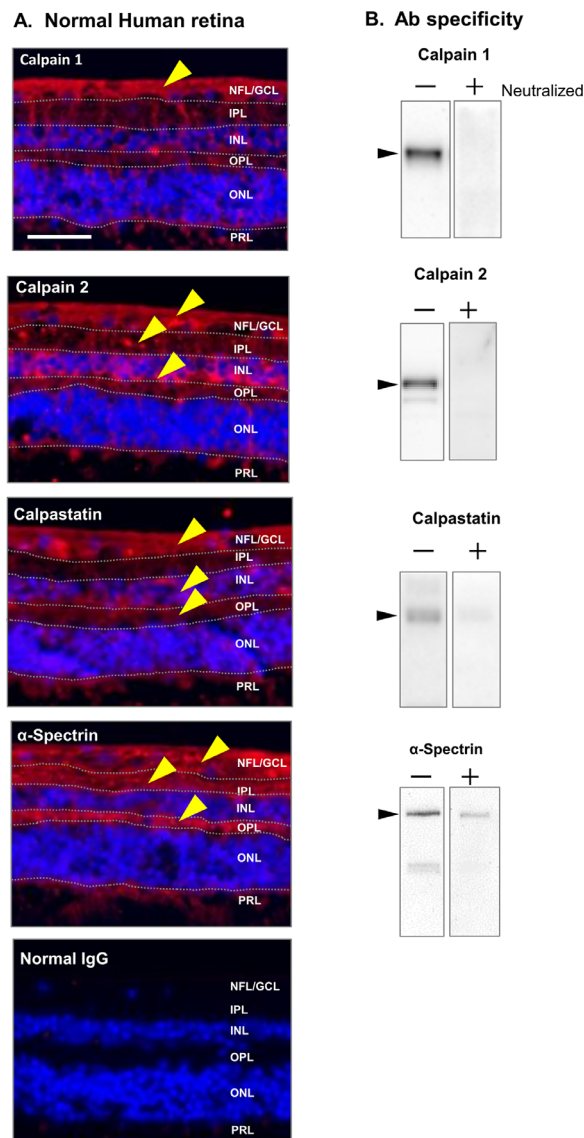 A. Normal Human retina
Calpain 1
NFL/GCL
IPL
INL
OPL
ONL
PRL
Calpain 2
NFL/GCL
IPL
INL
OPL
ONL
PRL
Calpastatin
NFL/GCL
IPL
INL
OPL
ONL
PRL
α-Spectrin
NFL/GCL
IPL
INL
OPL
ONL
PRL
Normal IgG
NFL/GCL
IPL
INL
OPL
ONL
PRL
B. Ab specificity
Calpain 1
− + Neutralized
Calpain 2
− +
Calpastatin
− +
α-Spectrin
− +